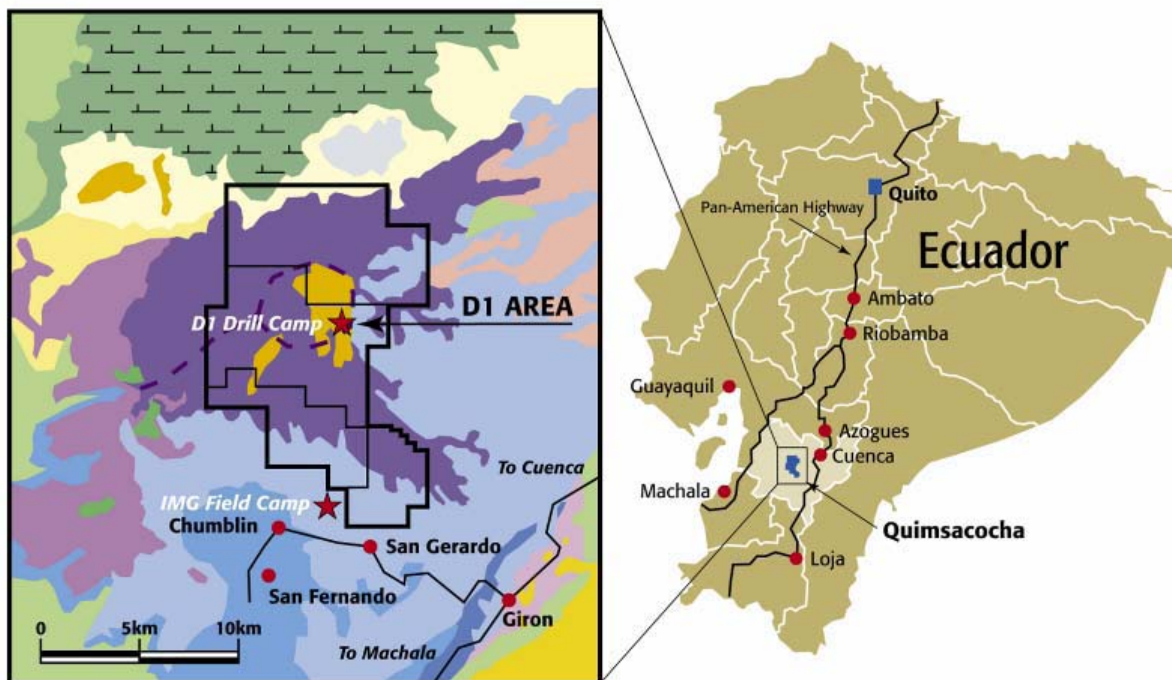 D1 Drill Camp
D1 AREA
To Cuenca
IMG Field Camp
Chumblin
San Gerardo
San Fernando
Giron
0 5km 10km
To Machala
Quito
Pan-American Highway
Ecuador
Ambato
Riobamba
Guayaquil
Azogues
Cuenca
Machala
Quimsacocha
Loja